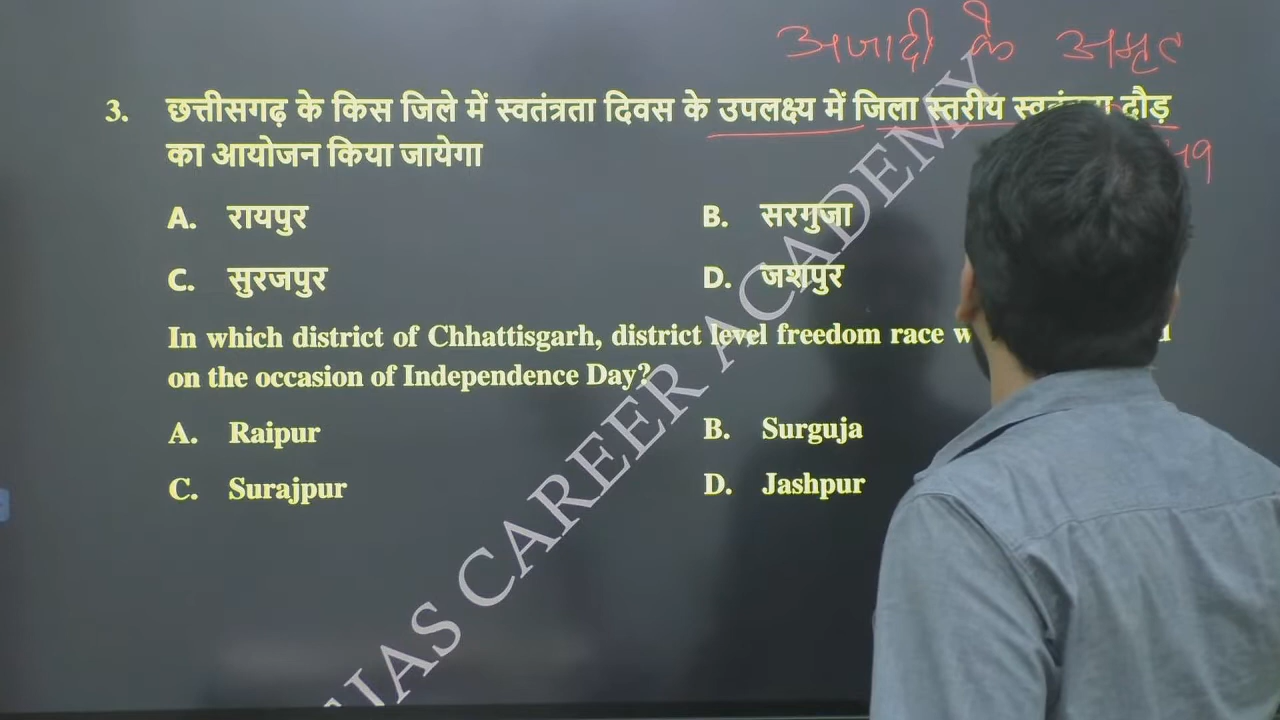 अजादी के अमृत
3. छत्तीसगढ़ के किस जिले में स्वतंत्रता दिवस के उपलक्ष्य में जिला स्तरीय दौड़
का आयोजन किया जायेगा
A. रायपुर B. सरगुजा
C. सुरजपुर D. जशपुर
In which district of Chhattisgarh, district level freedom race
on the occasion of Independence Day?
A. Raipur B. Surguja
C. Surajpur D. Jashpur
IAS CAREER ACADEMY